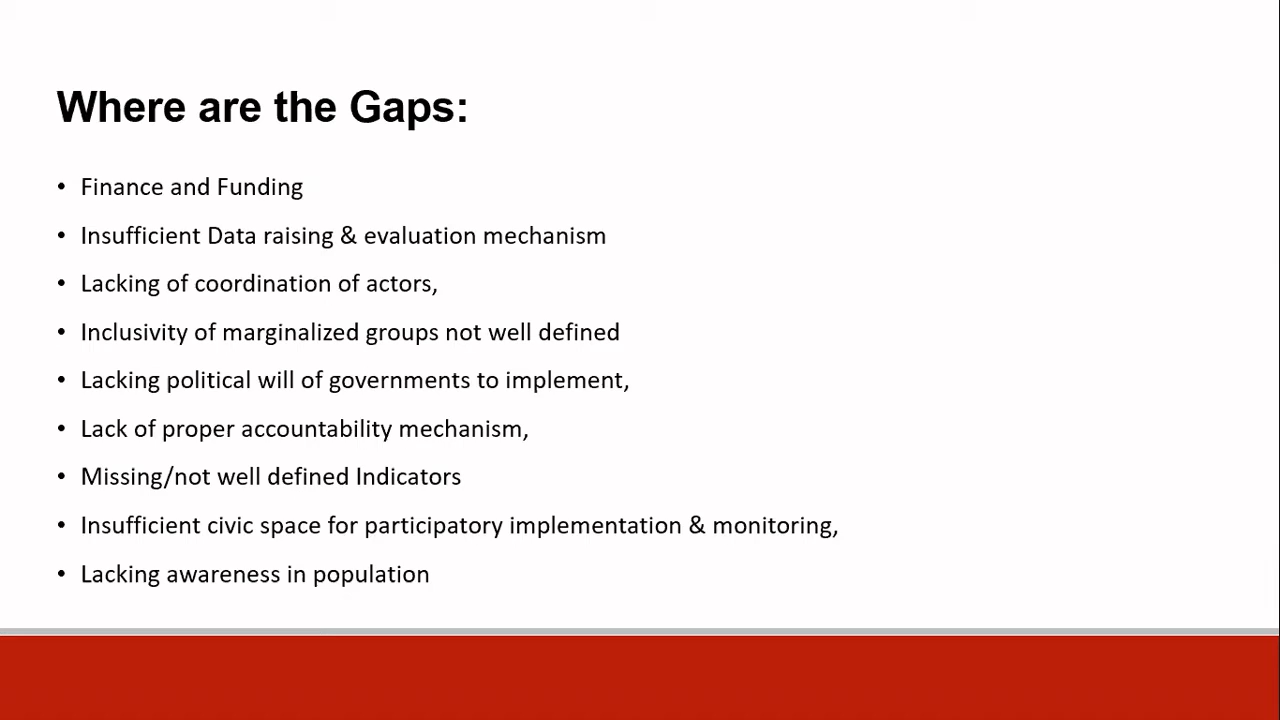 Where are the Gaps:
• Finance and Funding
• Insufficient Data raising & evaluation mechanism
• Lacking of coordination of actors,
• Inclusivity of marginalized groups not well defined
• Lacking political will of governments to implement,
• Lack of proper accountability mechanism,
• Missing/not well defined Indicators
• Insufficient civic space for participatory implementation & monitoring,
• Lacking awareness in population